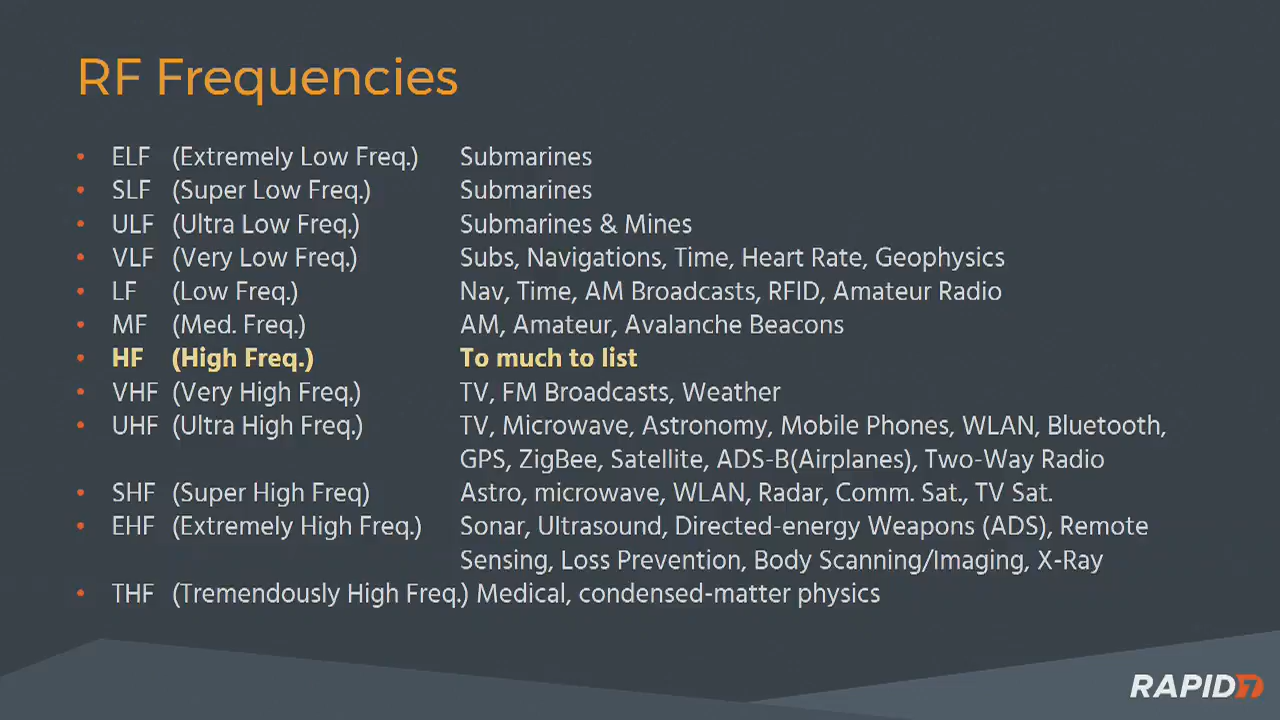 RF Frequencies
• ELF (Extremely Low Freq.) Submarines
• SLF (Super Low Freq.) Submarines
• ULF (Ultra Low Freq.) Submarines & Mines
• VLF (Very Low Freq.) Subs, Navigations, Time, Heart Rate, Geophysics
• LF (Low Freq.) Nav, Time, AM Broadcasts, RFID, Amateur Radio
• MF (Med. Freq.) AM, Amateur, Avalanche Beacons
• HF (High Freq.) To much to list
• VHF (Very High Freq.) TV, FM Broadcasts, Weather
• UHF (Ultra High Freq.) TV, Microwave, Astronomy, Mobile Phones, WLAN, Bluetooth,
GPS, ZigBee, Satellite, ADS-B(Airplanes), Two-Way Radio
• SHF (Super High Freq) Astro, microwave, WLAN, Radar, Comm. Sat., TV Sat.
• EHF (Extremely High Freq.) Sonar, Ultrasound, Directed-energy Weapons (ADS), Remote
Sensing, Loss Prevention, Body Scanning/Imaging, X-Ray
• THF (Tremendously High Freq.) Medical, condensed-matter physics
RAPID7